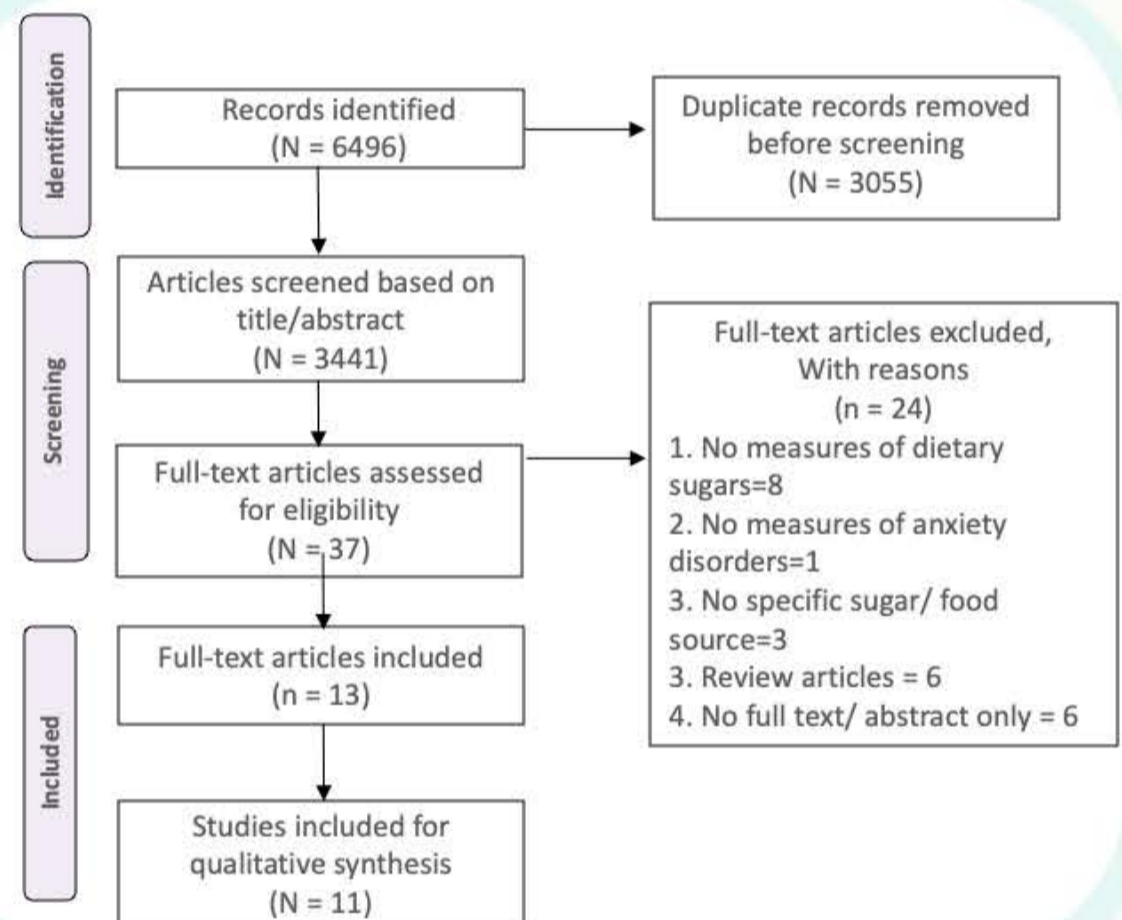 Identification
Records identified
(N = 6496)
Duplicate records removed
before screening
(N = 3055)
Screening
Articles screened based on
title/abstract
(N = 3441)
Full-text articles assessed
for eligibility
(N = 37)
Full-text articles excluded,
With reasons
(n = 24)
1. No measures of dietary
sugars=8
2. No measures of anxiety
disorders=1
3. No specific sugar/ food
source=3
3. Review articles = 6
4. No full text/ abstract only = 6
Included
Full-text articles included
(n = 13)
Studies included for
qualitative synthesis
(N = 11)